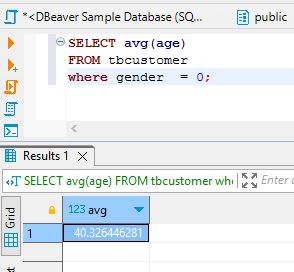 *<DBeaver Sample Database (SQ...
public
SELECT avg(age)
FROM tbcustomer
where gender  = 0;
Results 1
SELECT avg(age) FROM tbcustomer whe
Enter
Grid
123 avg
1
40.326446281